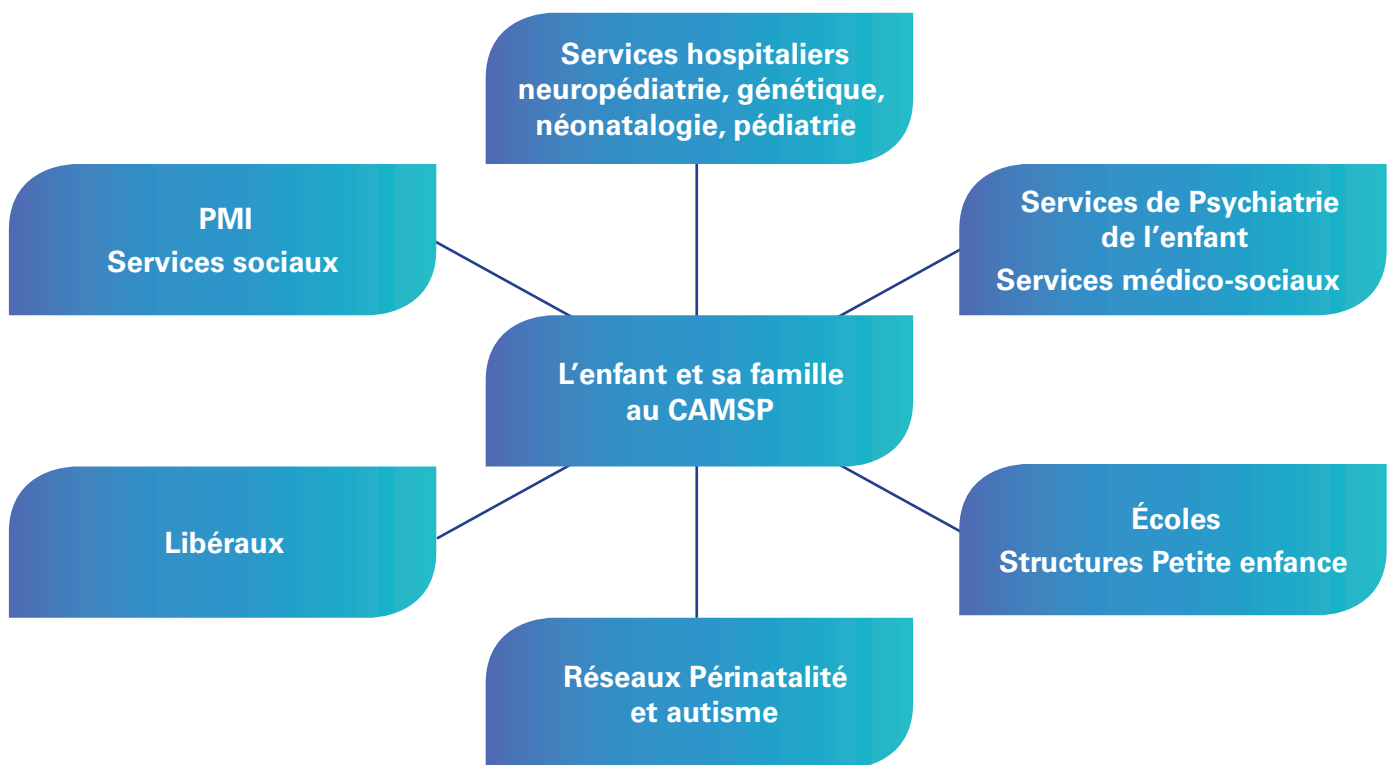 Services hospitaliers
neuropédiatrie, génétique,
néonatalogie, pédiatrie
PMI
Services sociaux
Services de Psychiatrie
de l’enfant
Services médico-sociaux
L’enfant et sa famille
au CAMSP
Libéraux
Écoles
Structures Petite enfance
Réseaux Périnatalité
et autisme